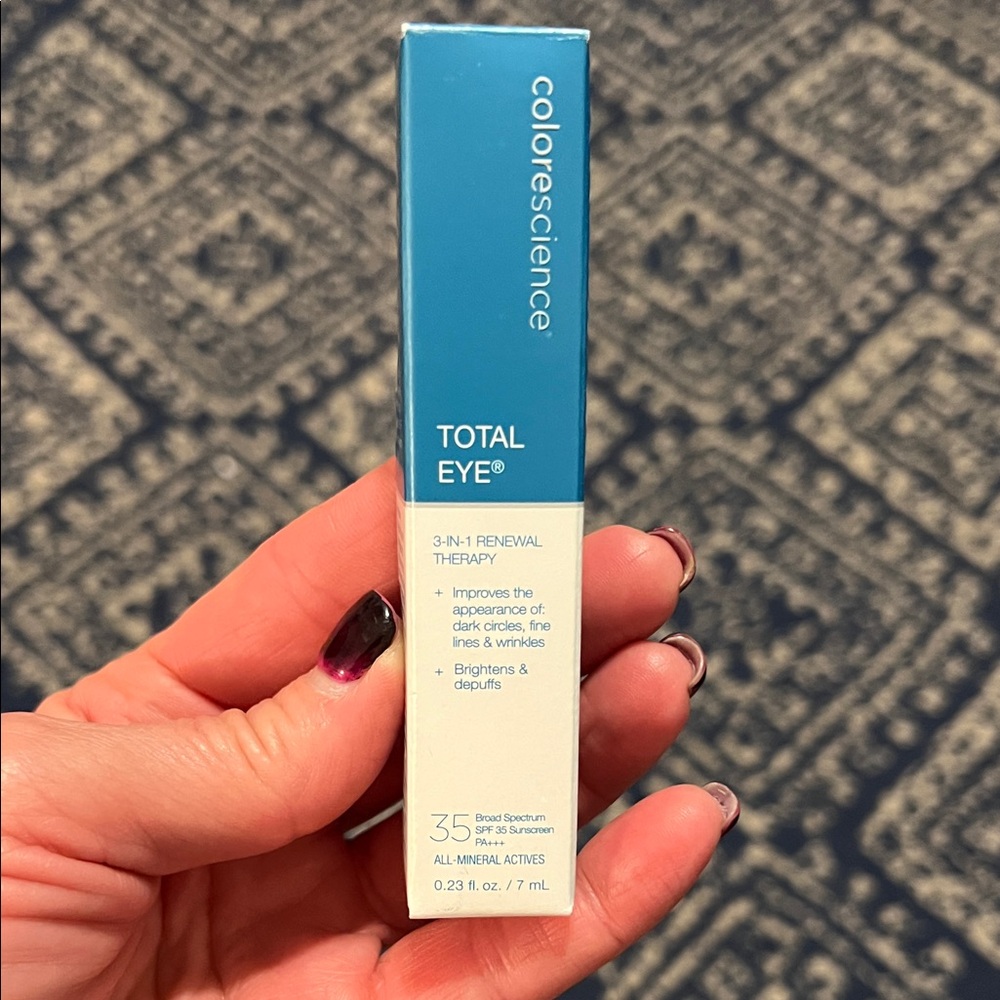 colorescience®
TOTAL
EYE®
3-IN-1 RENEWAL
THERAPY
+ Improves the
appearance of:
dark circles, fine
lines & wrinkles
+ Brightens &
depuffs
35
Broad Spectrum
SPF 35 Sunscreen
PA+++
ALL-MINERAL ACTIVES
0.23 fl. oz. / 7 mL